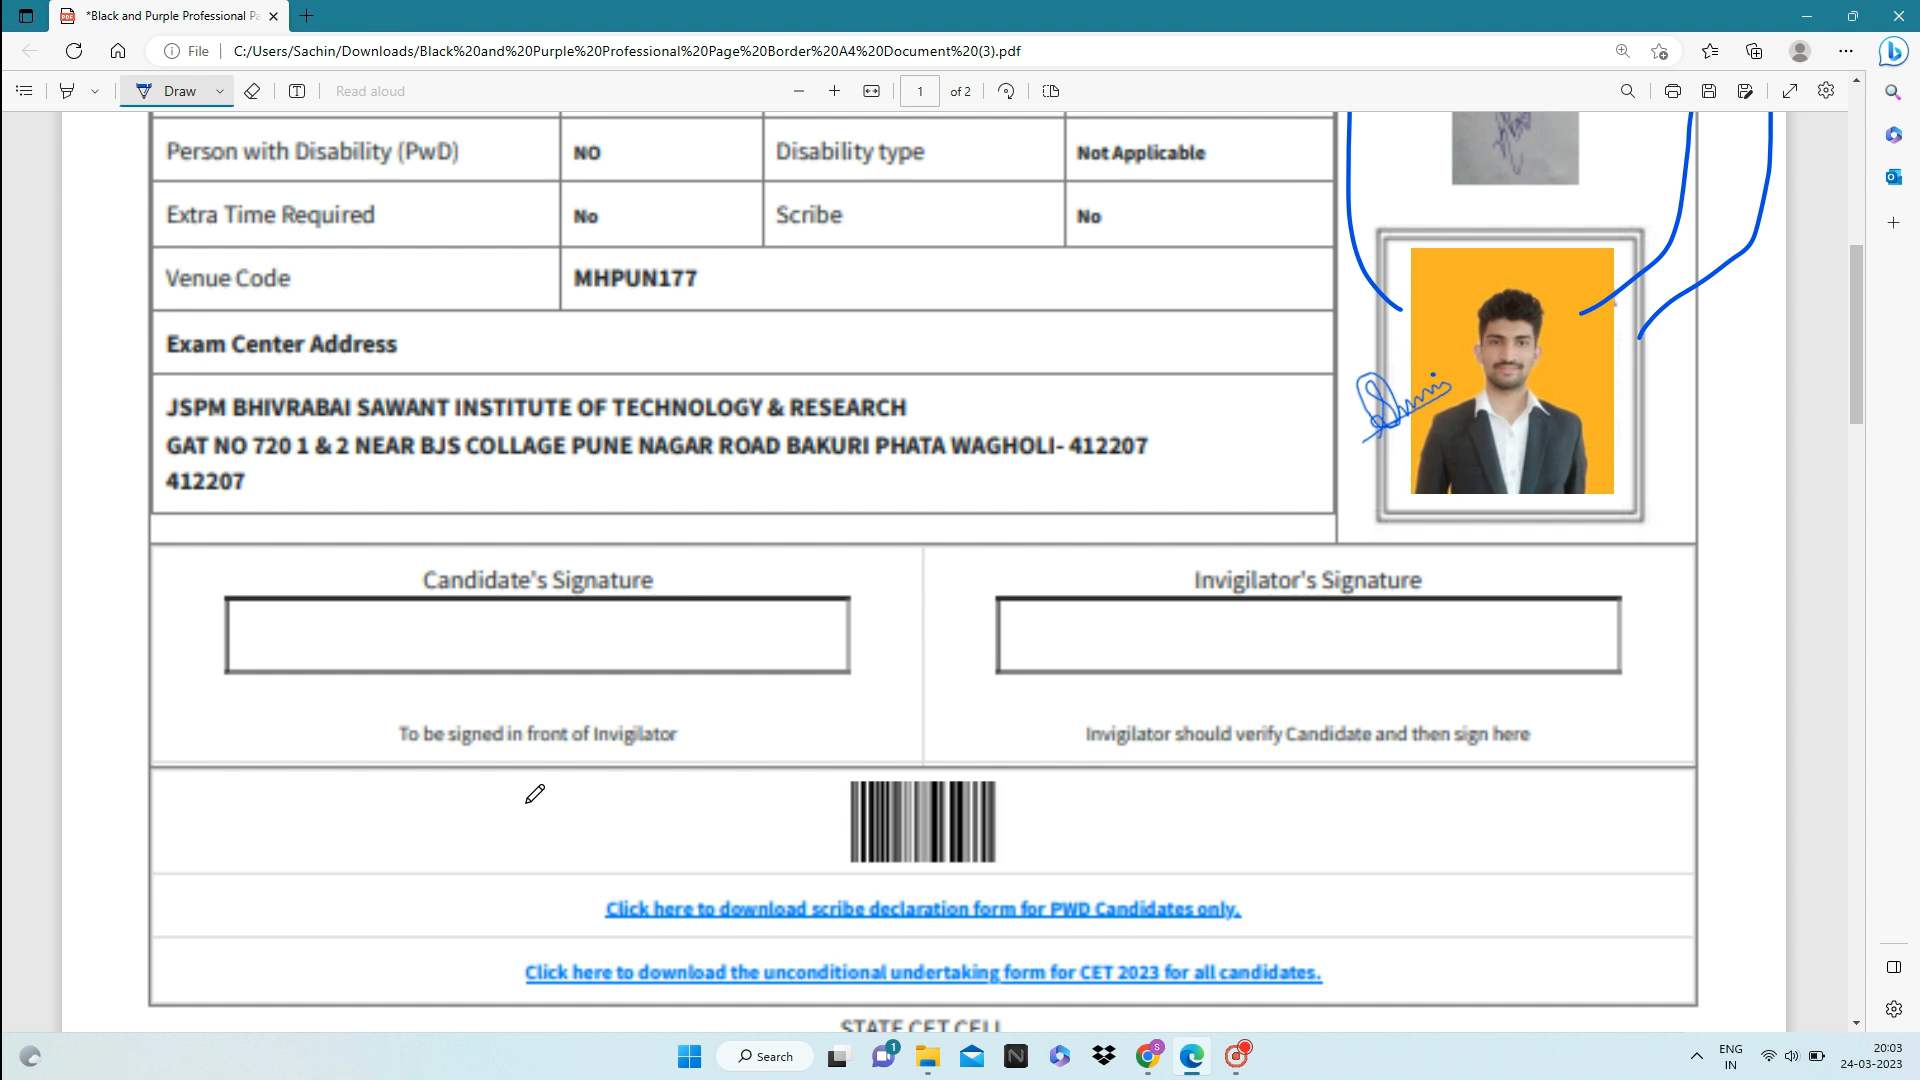 *Black and Purple Professional Pa
File
C:/Users/Sachin/Downloads/Black%20and%20Purple%20Professional%20Page%20Border%20A4%20Document%20(3).pdf
Draw
Read aloud
1
of 2
Person with Disability (PwD)
NO
Disability type
Not Applicable
Extra Time Required
No
Scribe
No
Venue Code
MHPUN177
Exam Center Address
JSPM BHIVRABAI SAWANT INSTITUTE OF TECHNOLOGY & RESEARCH
GAT NO 720 1 & 2 NEAR BJS COLLAGE PUNE NAGAR ROAD BAKURI PHATA WAGHOLI- 412207
412207
Candidate's Signature
Invigilator's Signature
To be signed in front of Invigilator
Invigilator should verify Candidate and then sign here
Click here to download scribe declaration form for PWD Candidates only.
Click here to download the unconditional undertaking form for CET 2023 for all candidates.
STATE CET CELL
Search
1
S
ENG
IN
20:03
24-03-2023